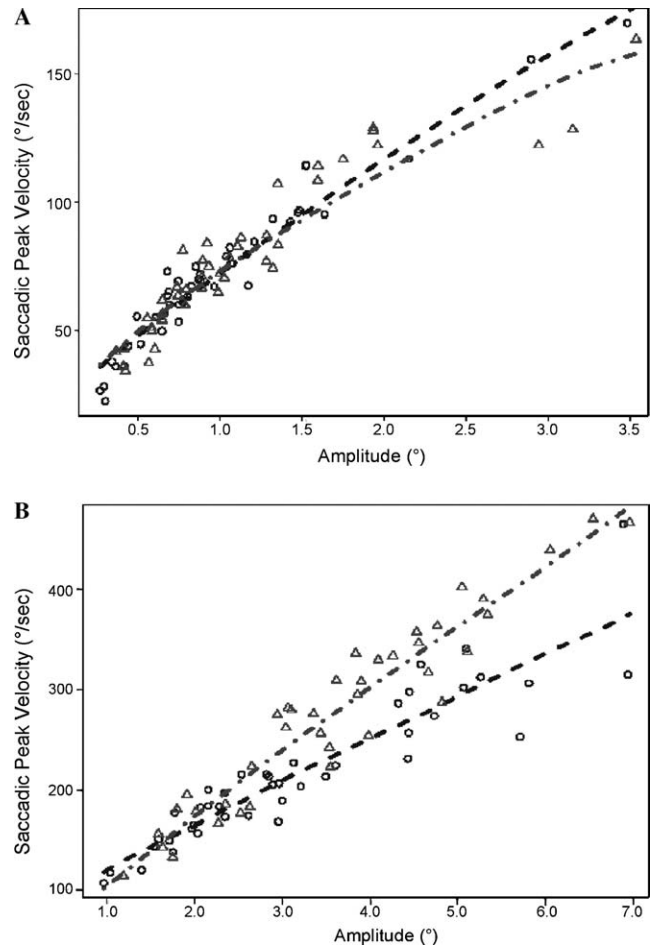 A
Saccadic Peak Velocity (°/sec)
150
100
50
0.5 1.0 1.5 2.0 2.5 3.0 3.5
Amplitude (°)
B
Saccadic Peak Velocity (°/sec)
400
300
200
100
1.0 2.0 3.0 4.0 5.0 6.0 7.0
Amplitude (°)